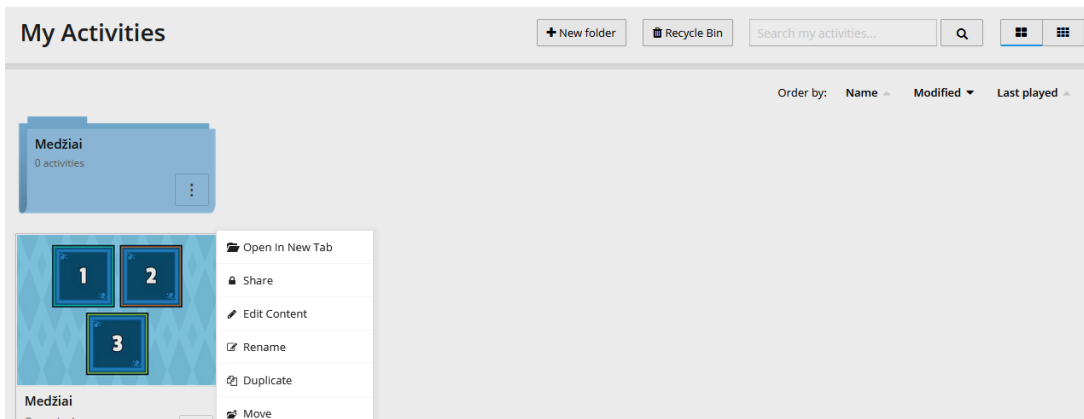 My Activities
New folder
Recycle Bin
Search my activities...
Order by: Name Modified Last played
Medžiai
0 activities
1
2
3
Medžiai
Open In New Tab
Share
Edit Content
Rename
Duplicate
Move